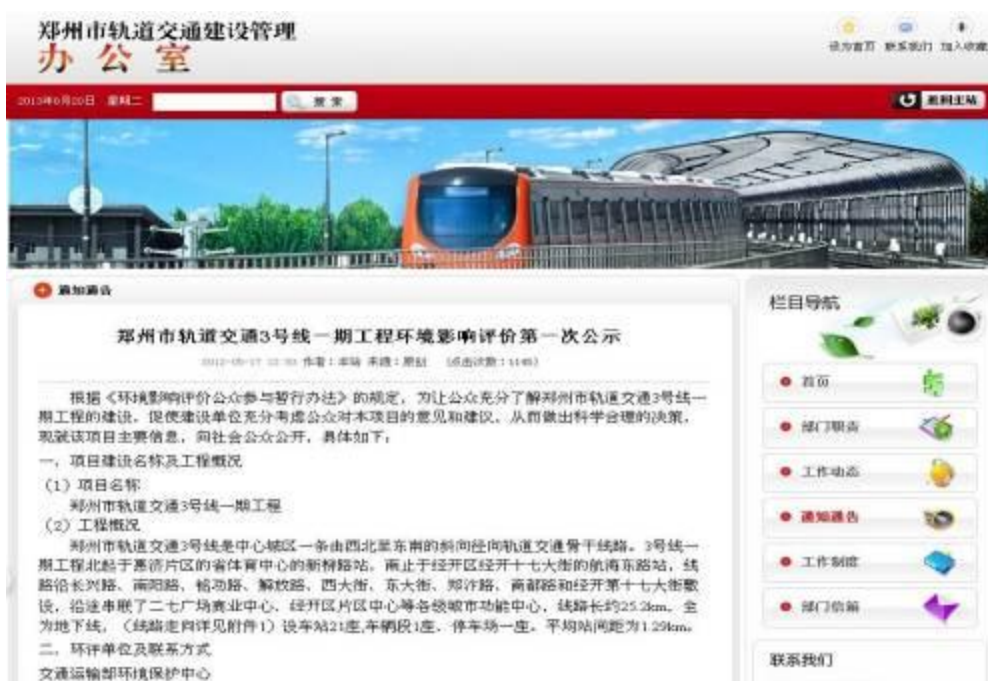 郑州市轨道交通建设管理
办公室
设为首页 联系我们 加入收藏
星期二
搜索
返回主站
通知通告
栏目导航
郑州市轨道交通3号线一期工程环境影响评价第一次公示
作者：本站 来源：原创
根据《环境影响评价公众参与暂行办法》的规定，为让公众充分了解郑州市轨道交通3号线一
期工程的建设，促使建设单位充分考虑公众对本项目的意见和建议，从而做出科学合理的决策，
现就该项目主要信息，向社会公众公开，具体如下：
一、项目建设名称及工程概况
（1）项目名称
郑州市轨道交通3号线一期工程
（2）工程概况
郑州市轨道交通3号线是中心城区一条由西北至东南的斜向径向轨道交通骨干线路。3号线一
期工程北起于惠济片区的省体育中心的新柳路站，南止于经开区经开十七大街的航海东路站，线
路沿长兴路、南阳路、铭功路、解放路、西大街、东大街、郑汴路、商都路和经开第十七大街敷
设，沿途串联了二七广场商业中心、经开区片区中心等各级城市功能中心，线路长约25.2km，全
为地下线，（线路走向详见附件1）设车站21座,车辆段1座、停车场一座。平均站间距为1.29km。
二、环评单位及联系方式
交通运输部环境保护中心
首页
部门职责
工作动态
通知通告
工作制度
部门信箱
联系我们